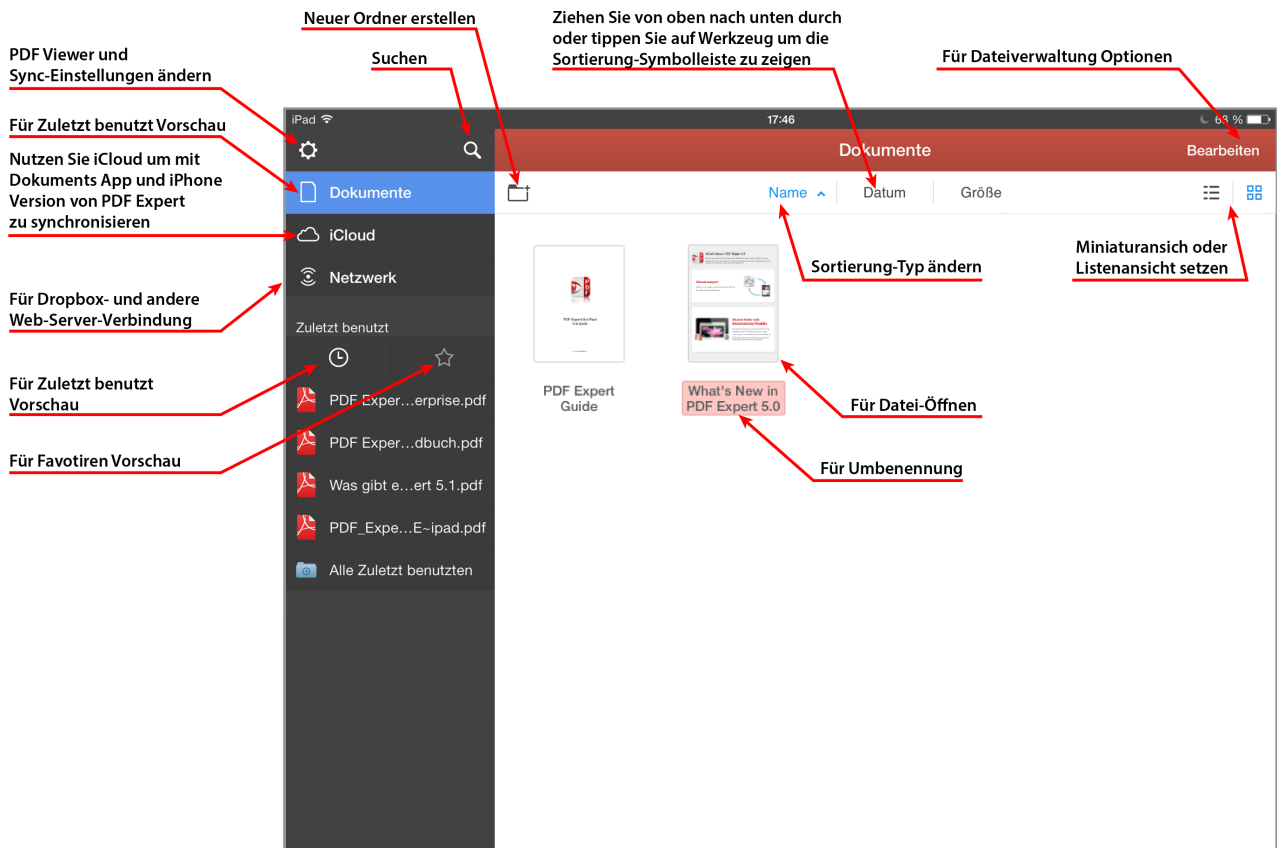 Neuer Ordner erstellen
Ziehen Sie von oben nach unten durch
oder tippen Sie auf Werkzeug um die
Sortierung-Symbolleiste zu zeigen
PDF Viewer und
Sync-Einstellungen ändern
Suchen
Für Dateiverwaltung Optionen
Für Zuletzt benutzt Vorschau
Nutzen Sie iCloud um mit
Dokuments App und iPhone
Version von PDF Expert
zu synchronisieren
Für Dropbox- und andere
Web-Server-Verbindung
Für Zuletzt benutzt
Vorschau
Für Favotiren Vorschau
iPad
17:46
63 %
Dokumente
Bearbeiten
Dokumente
iCloud
Netzwerk
Zuletzt benutzt
PDF Exper...erprise.pdf
PDF Exper...dbuch.pdf
Was gibt e...ert 5.1.pdf
PDF_Expe...E~ipad.pdf
Alle Zuletzt benutzten
Name
Datum
Größe
Sortierung-Typ ändern
Miniaturansich oder
Listenansicht setzen
PDF Expert
Guide
What's New in
PDF Expert 5.0
Für Datei-Öffnen
Für Umbenennung